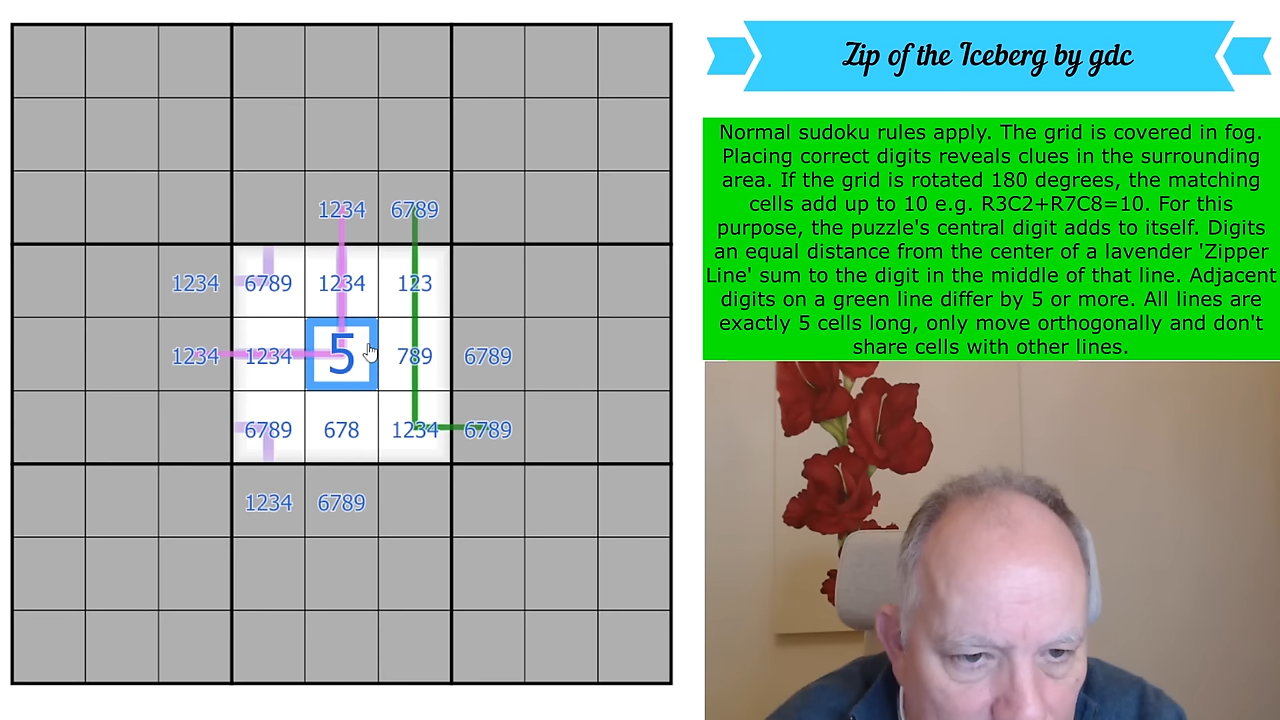 Zip of the Iceberg by gdc
Normal sudoku rules apply. The grid is covered in fog.
Placing correct digits reveals clues in the surrounding
area. If the grid is rotated 180 degrees, the matching
cells add up to 10 e.g. R3C2+R7C8=10. For this
purpose, the puzzle's central digit adds to itself. Digits
an equal distance from the center of a lavender 'Zipper
Line' sum to the digit in the middle of that line. Adjacent
digits on a green line differ by 5 or more. All lines are
exactly 5 cells long, only move orthogonally and don't
share cells with other lines.
1234 6789
1234 6789 1234 123
1234 1234 5 789 6789
6789 678 1234 6789
1234 6789